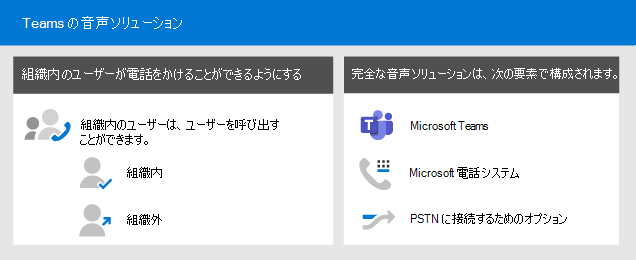 Teams の音声ソリューション
組織内のユーザーが電話をかけることができるようにする
組織内のユーザーは、ユーザーを呼び出す
ことができます。
組織内
組織外
完全な音声ソリューションは、次の要素で構成されます。
Microsoft Teams
Microsoft 電話システム
PSTN に接続するためのオプション